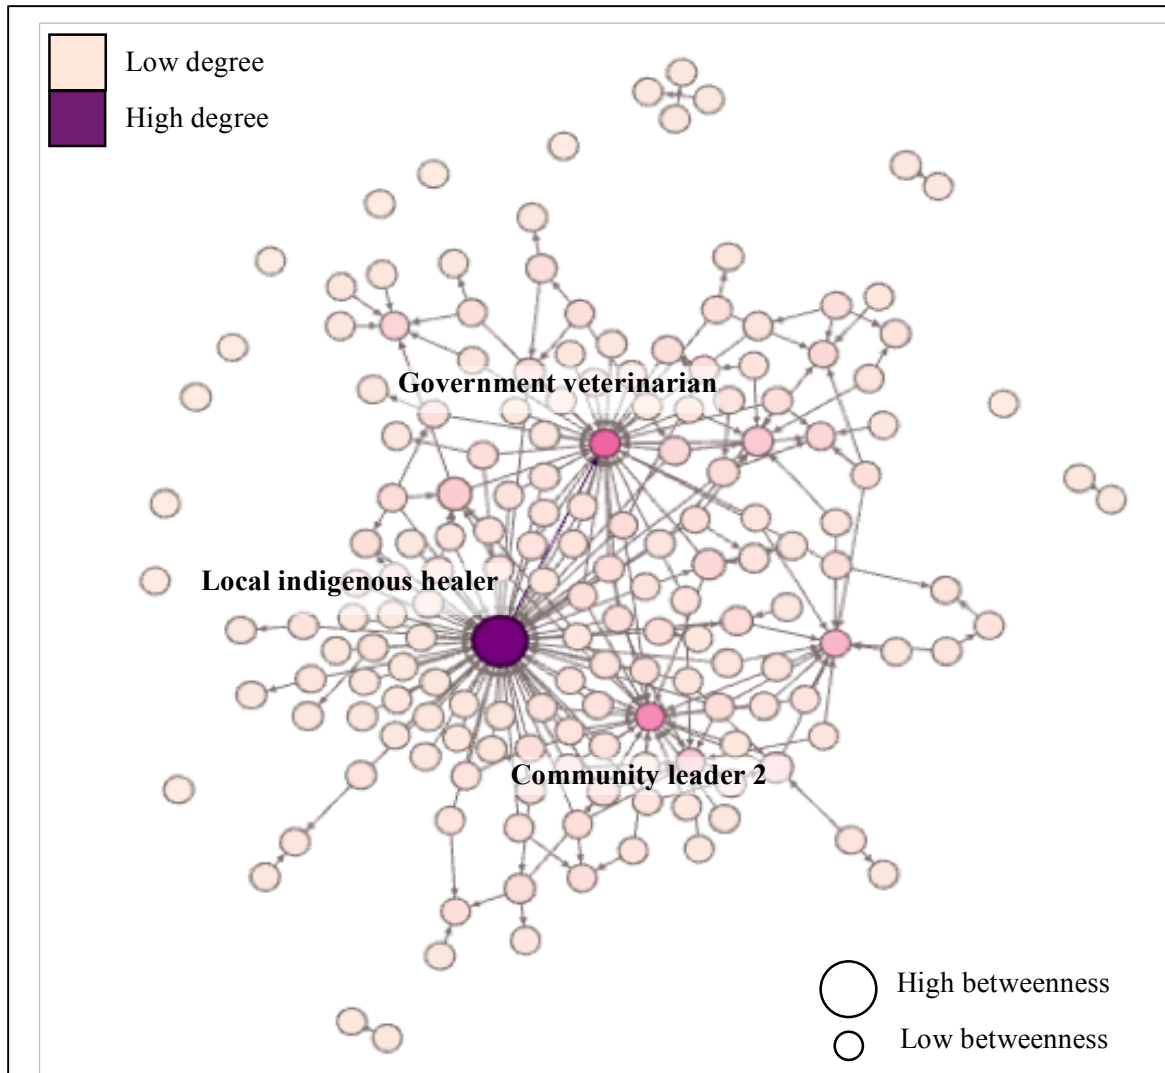 Low degree
High degree
Government veterinarian
Local indigenous healer
Community leader 2
High betweenness
Low betweenness